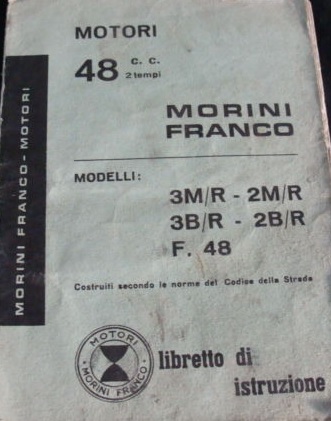 MOTORI
48 c. c.
2 tempi
MORINI
FRANCO
MODELLI:
3M/R - 2M/R
3B/R - 2B/R
F. 48
Costruiti secondo le norme del Codice della Strada
MORINI FRANCO - MOTORI
MOTORI
MORINI FRANCO
libretto di
istruzione